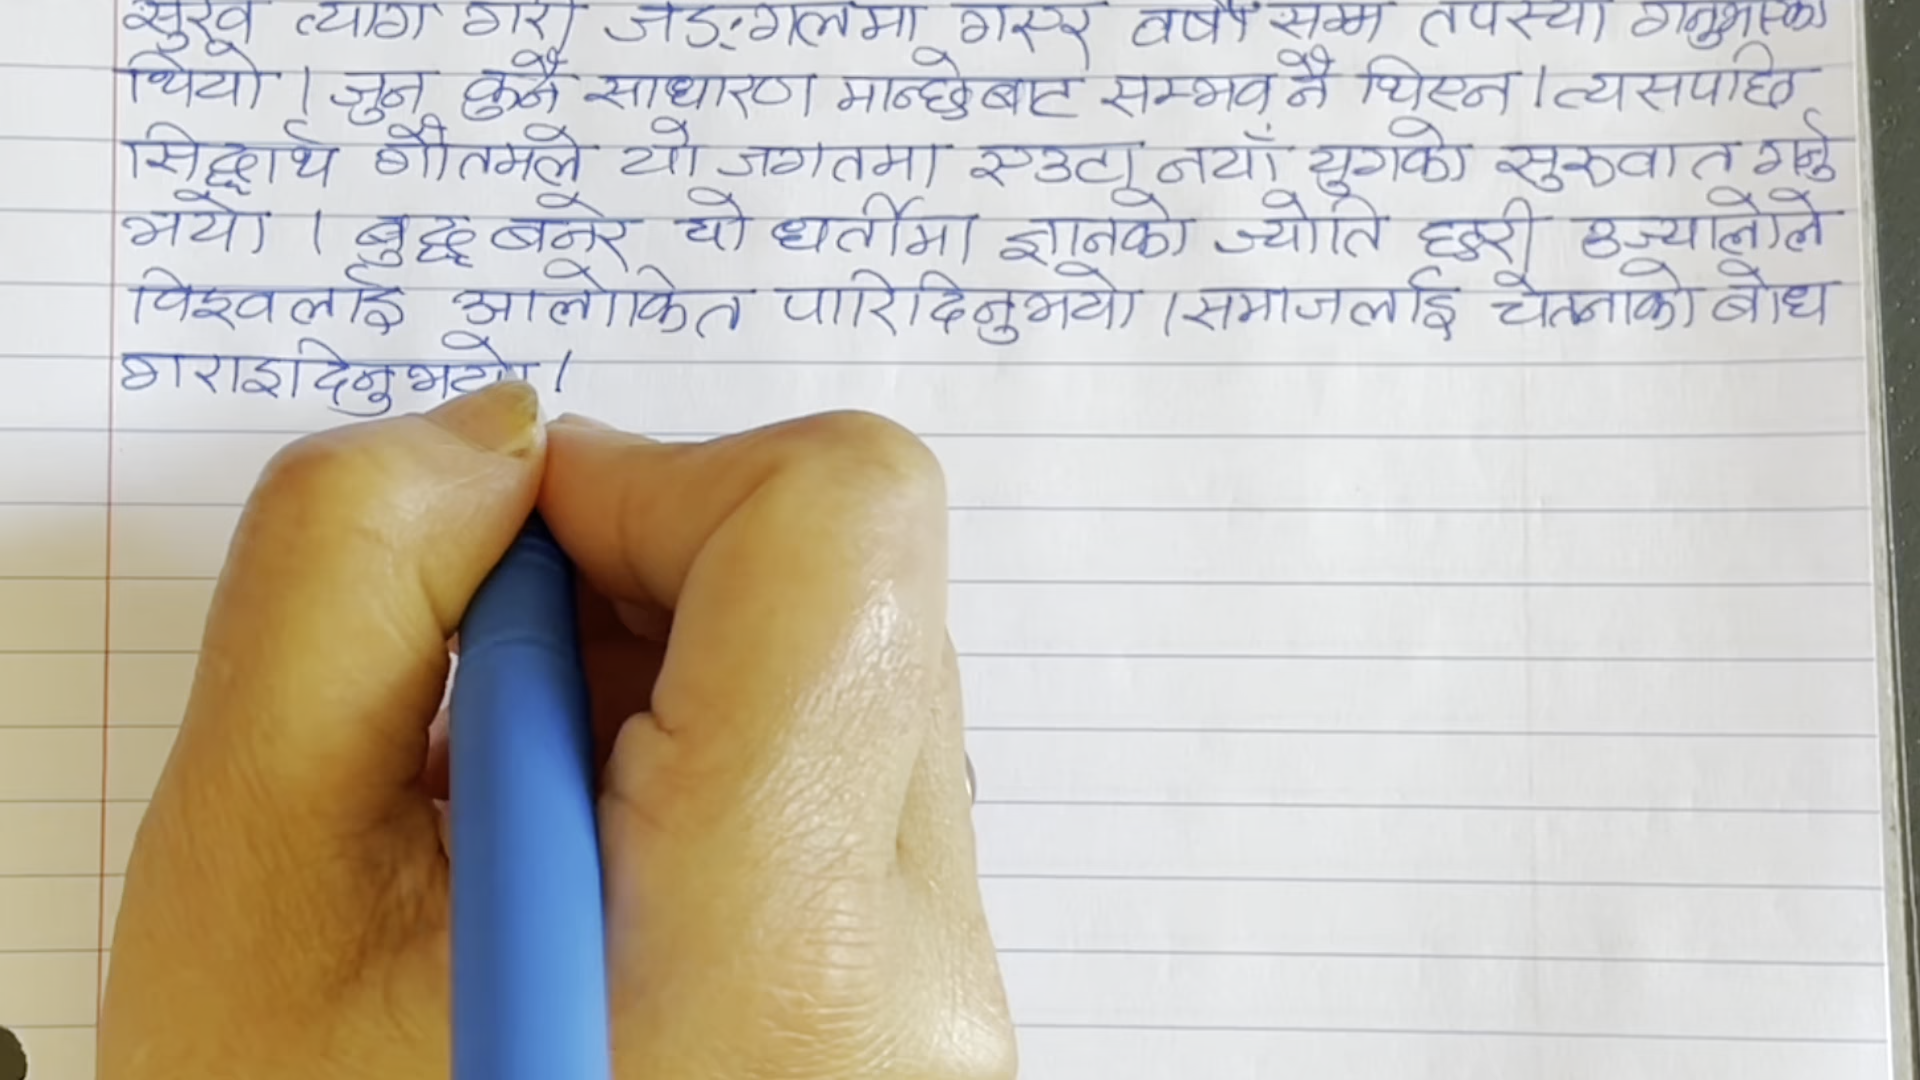 सुख त्याग गरी जङ्गलमा गएर वर्षौं सम्म तपस्या गर्नुभएको
थियो । जुन कुनै साधारण मान्छेबाट सम्भव नै थिएन । त्यसपछि
सिद्धार्थ गौतमले यो जगतमा एउटा नयाँ युगको सुरुवात गर्नु
भयो । बुद्ध बनेर यो धर्तीमा ज्ञानको ज्योति छरी उज्यालोले
विश्वलाई आलोकित पारिदिनुभयो । समाजलाई चेतनाको बोध
गराइदिनुभयो ।